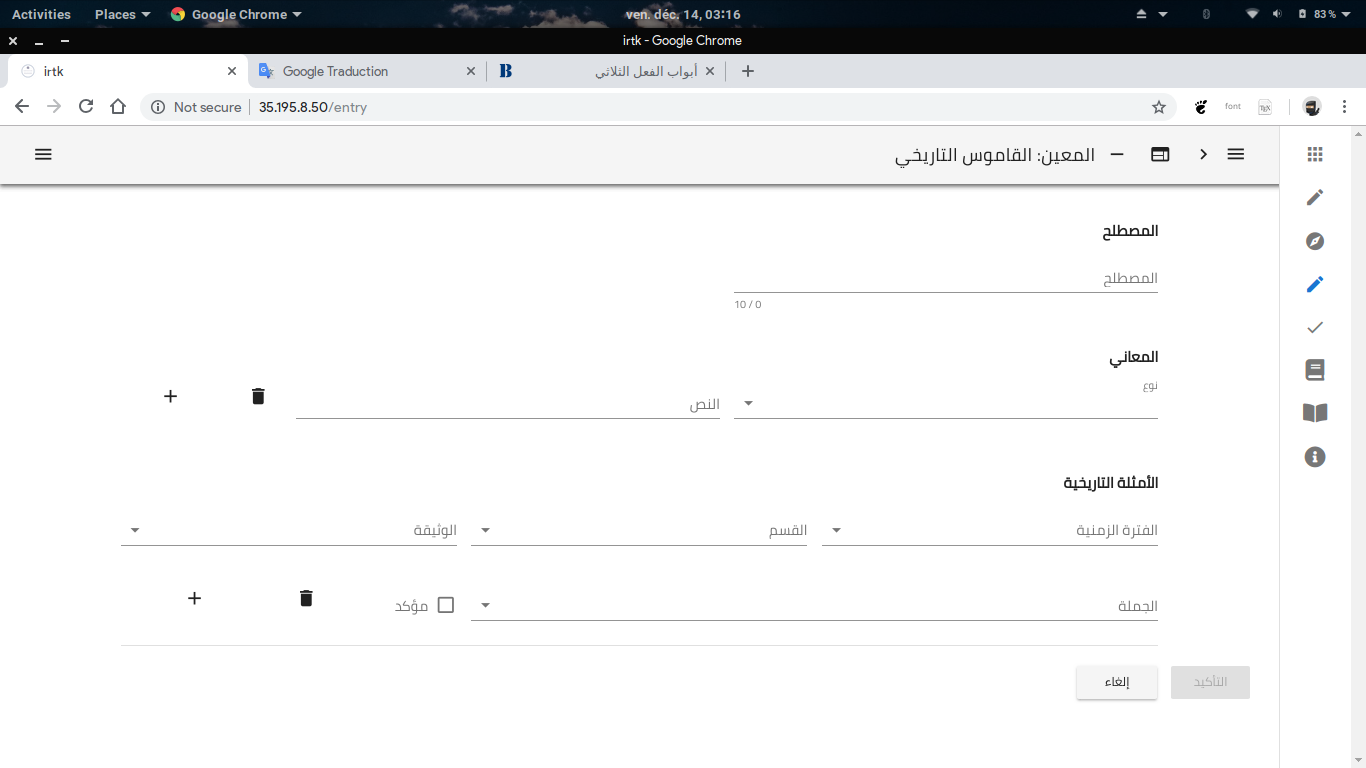 Activities Places Google Chrome ven. déc. 14, 03:16 83 %
irtk - Google Chrome
irtk Google Traduction أبواب الفعل الثلاثي
Not secure 35.195.8.50/entry font TEX
المعين: القاموس التاريخي
المصطلح
المصطلح
10 / 0
المعاني
نوع
النص
الأمثلة التاريخية
الفترة الزمنية القسم الوثيقة
الجملة مؤكد
التأكيد إلغاء